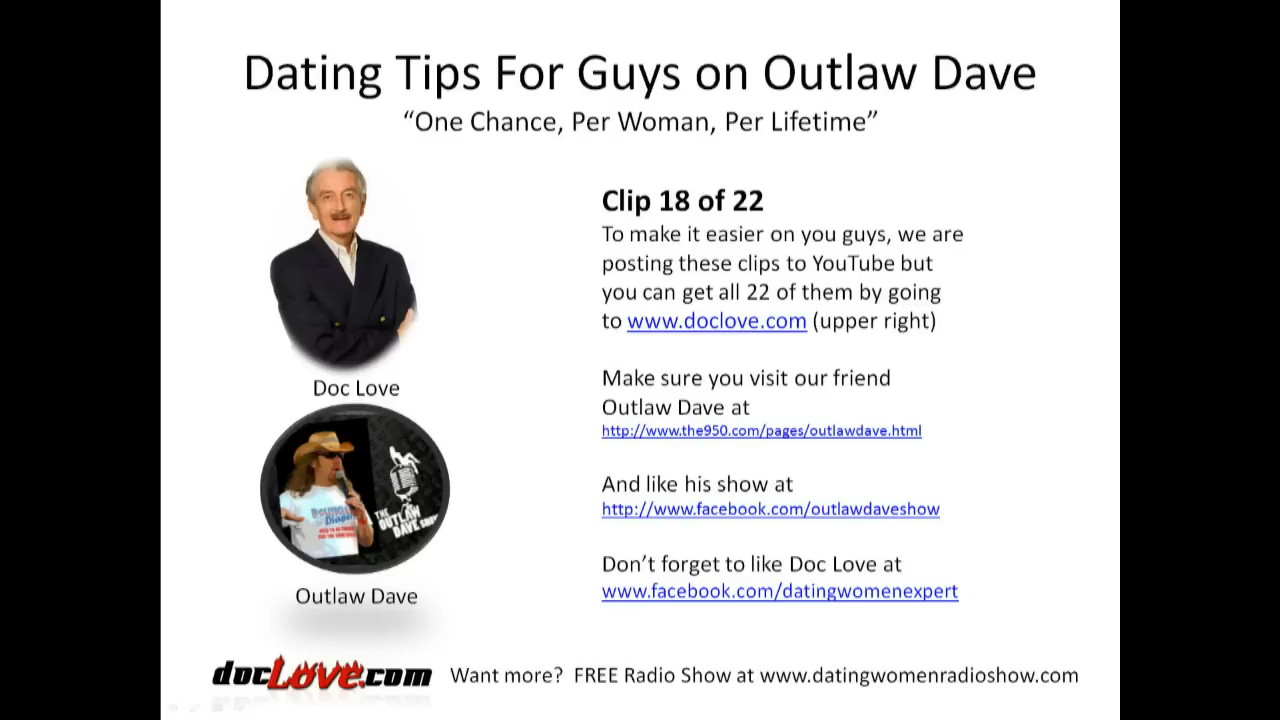 Dating Tips For Guys on Outlaw Dave
“One Chance, Per Woman, Per Lifetime”
Clip 18 of 22
To make it easier on you guys, we are
posting these clips to YouTube but
you can get all 22 of them by going
to www.doclove.com (upper right)
Doc Love
Make sure you visit our friend
Outlaw Dave at
http://www.the950.com/pages/outlawdave.html
And like his show at
http://www.facebook.com/outlawdaveshow
Don’t forget to like Doc Love at
www.facebook.com/datingwomenexpert
THE
OUTLAW
DAVE SHOW
Outlaw Dave
docLove.com
Want more?  FREE Radio Show at www.datingwomenradioshow.com